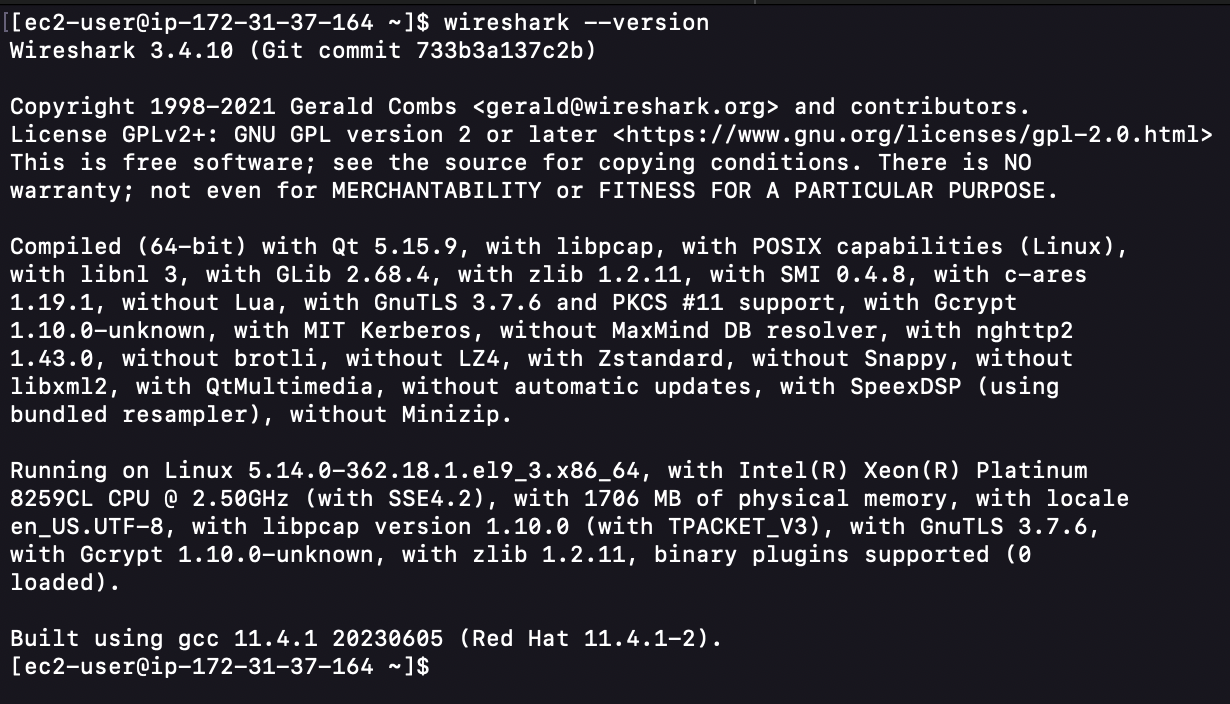 [[ec2-user@ip-172-31-37-164 ~]$ wireshark --version
Wireshark 3.4.10 (Git commit 733b3a137c2b)
Copyright 1998-2021 Gerald Combs <gerald@wireshark.org> and contributors.
License GPLv2+: GNU GPL version 2 or later <https://www.gnu.org/licenses/gpl-2.0.html>
This is free software; see the source for copying conditions. There is NO
warranty; not even for MERCHANTABILITY or FITNESS FOR A PARTICULAR PURPOSE.
Compiled (64-bit) with Qt 5.15.9, with libpcap, with POSIX capabilities (Linux),
with libnl 3, with GLib 2.68.4, with zlib 1.2.11, with SMI 0.4.8, with c-ares
1.19.1, without Lua, with GnuTLS 3.7.6 and PKCS #11 support, with Gcrypt
1.10.0-unknown, with MIT Kerberos, without MaxMind DB resolver, with nghttp2
1.43.0, without brotli, without LZ4, with Zstandard, without Snappy, without
libxml2, with QtMultimedia, without automatic updates, with SpeexDSP (using
bundled resampler), without Minizip.
Running on Linux 5.14.0-362.18.1.el9_3.x86_64, with Intel(R) Xeon(R) Platinum
8259CL CPU @ 2.50GHz (with SSE4.2), with 1706 MB of physical memory, with locale
en_US.UTF-8, with libpcap version 1.10.0 (with TPACKET_V3), with GnuTLS 3.7.6,
with Gcrypt 1.10.0-unknown, with zlib 1.2.11, binary plugins supported (0
loaded).
Built using gcc 11.4.1 20230605 (Red Hat 11.4.1-2).
[ec2-user@ip-172-31-37-164 ~]$